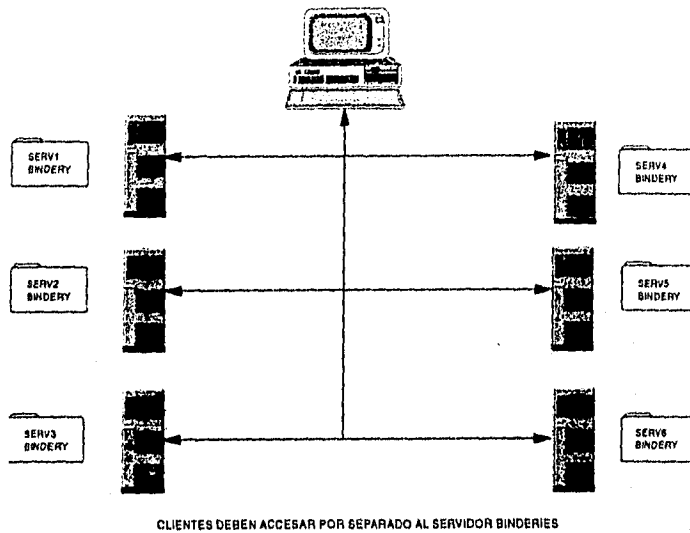 SERV1
BINDERY
SERV4
BINDERY
SERV2
BINDERY
SERV5
BINDERY
SERV3
BINDERY
SERV6
BINDERY
CLIENTES DEBEN ACCESAR POR SEPARADO AL SERVIDOR BINDERIES